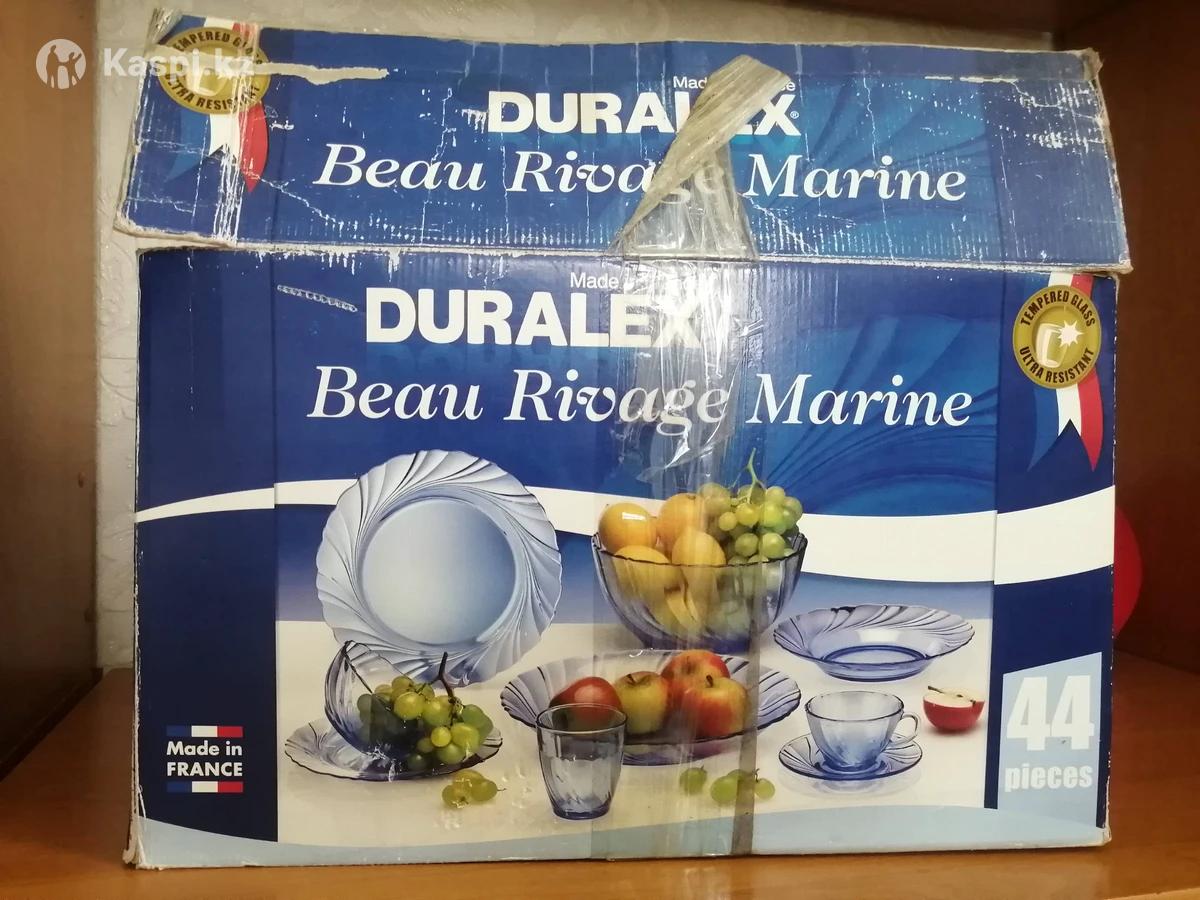 Kaspi.kz
TEMPERED GLASS
ULTRA RESISTANT
DURALEX®
Beau Rivage Marine
Made
DURALEX
Beau Rivage Marine
TEMPERED GLASS
ULTRA RESISTANT
Made in
FRANCE
44
pieces